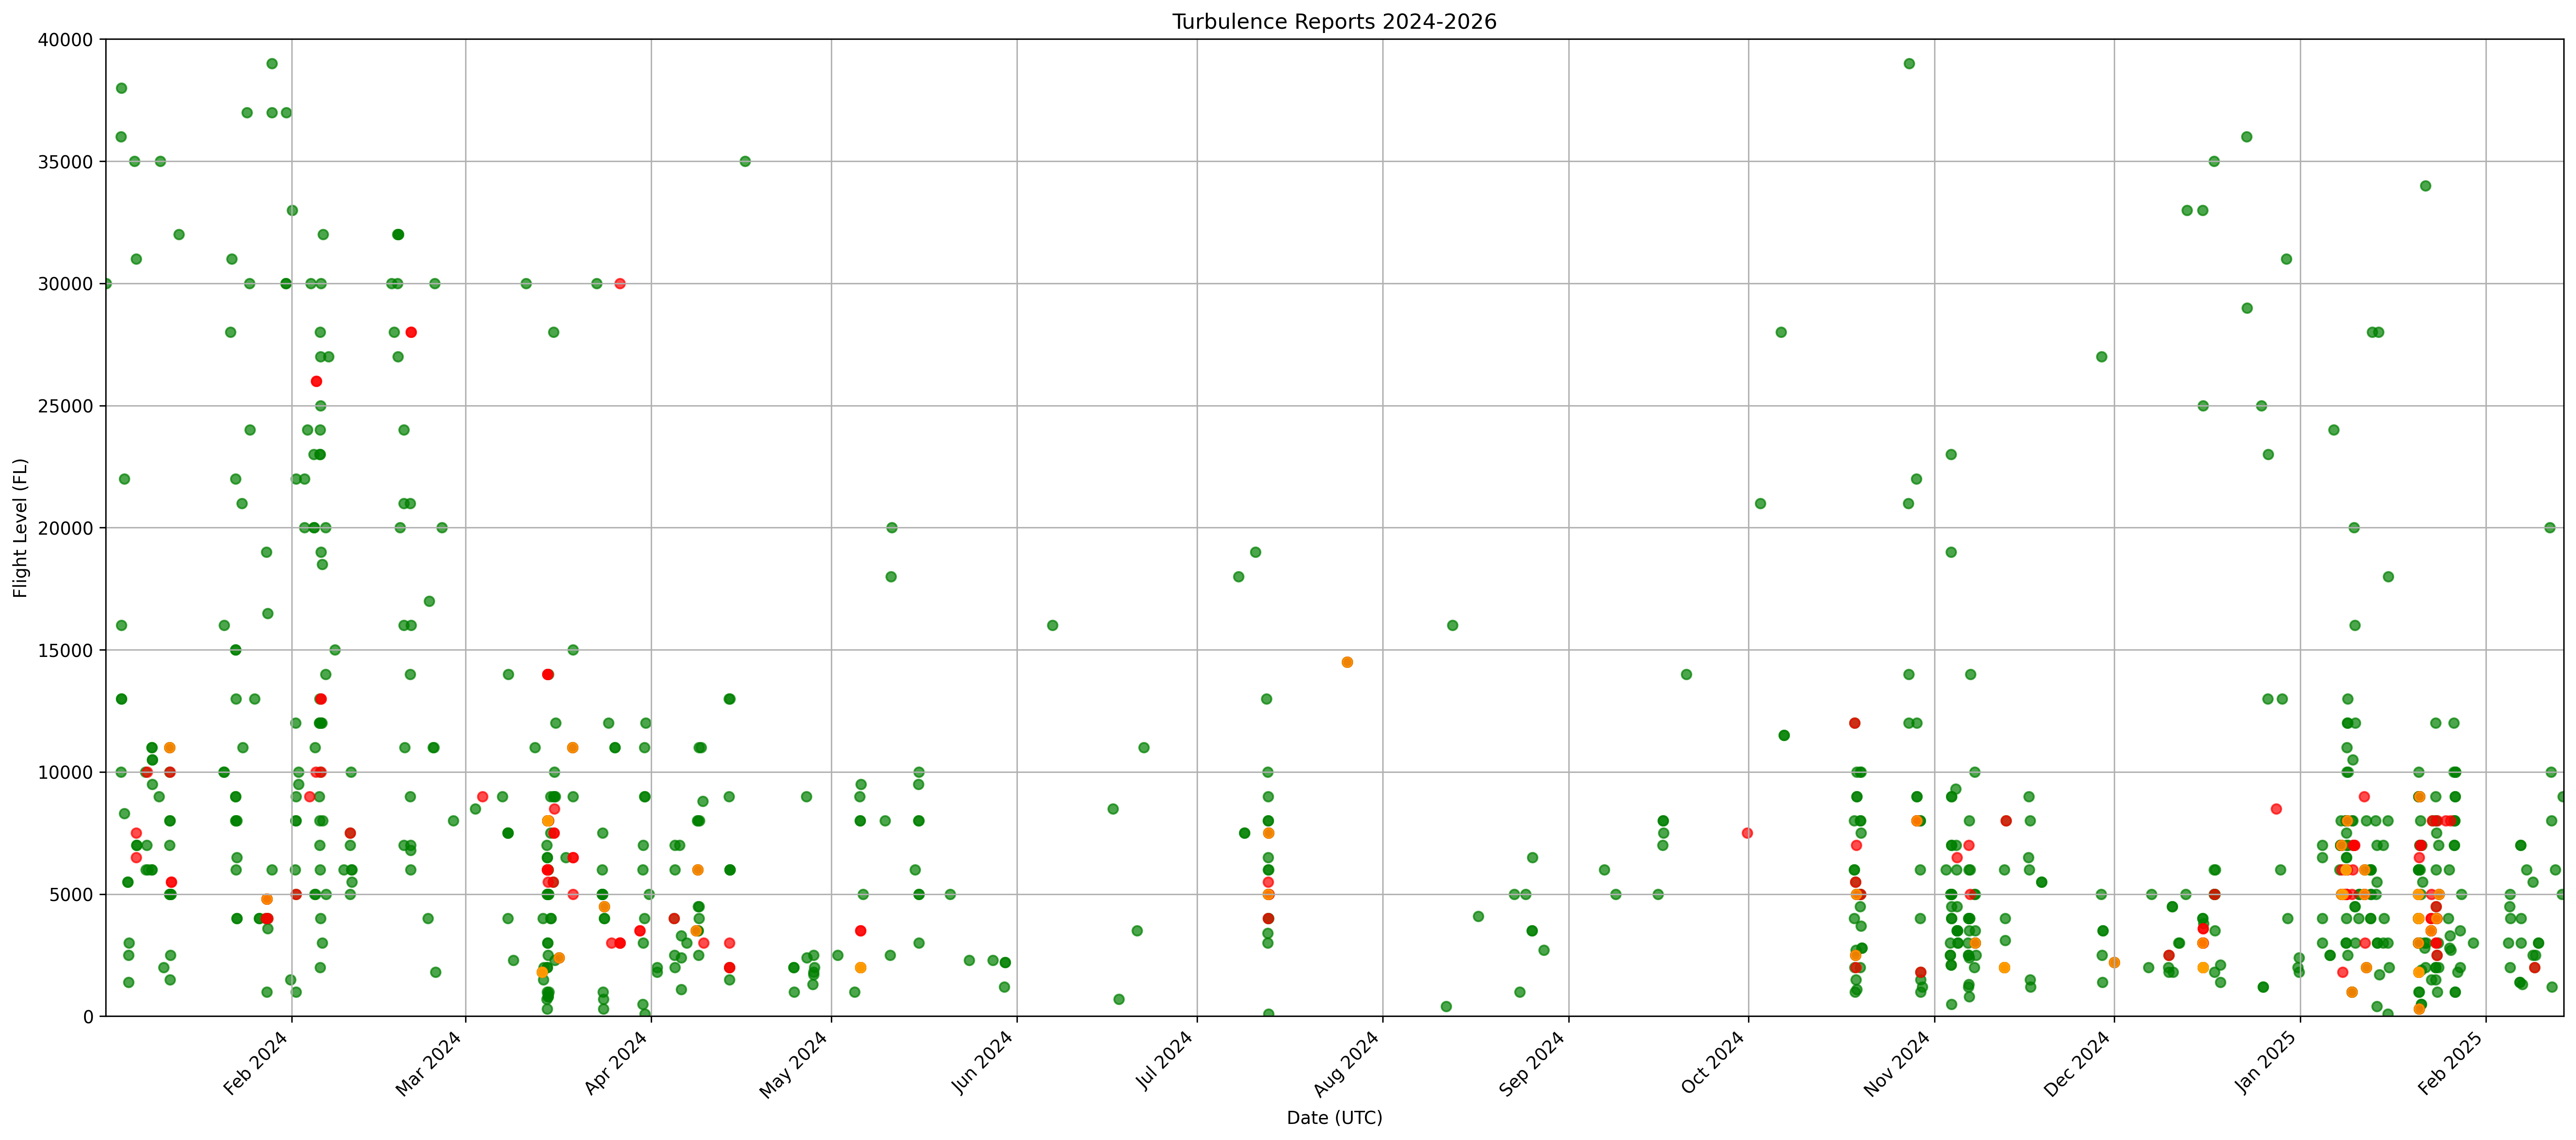 Turbulence Reports 2024-2026
40000
35000
30000
25000
20000
15000
10000
5000
0
Flight Level (FL)
Feb 2024
Mar 2024
Apr 2024
May 2024
Jun 2024
Jul 2024
Aug 2024
Sep 2024
Oct 2024
Nov 2024
Dec 2024
Jan 2025
Feb 2025
Date (UTC)